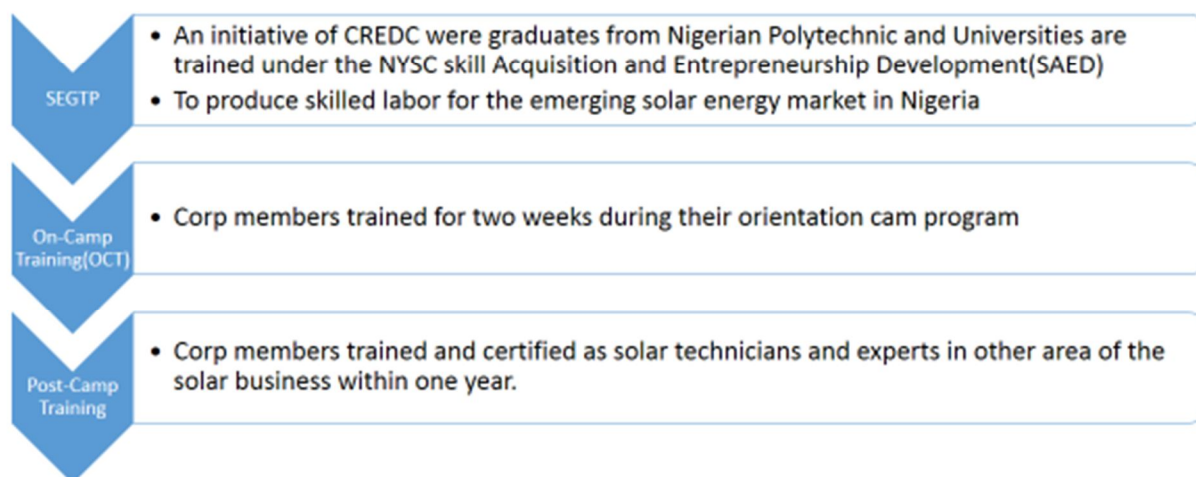 SEGTP
• An initiative of CREDC were graduates from Nigerian Polytechnic and Universities are
trained under the NYSC skill Acquisition and Entrepreneurship Development(SAED)
• To produce skilled labor for the emerging solar energy market in Nigeria
On-Camp
Training(OCT)
• Corp members trained for two weeks during their orientation cam program
Post-Camp
Training
• Corp members trained and certified as solar technicians and experts in other area of the
solar business within one year.